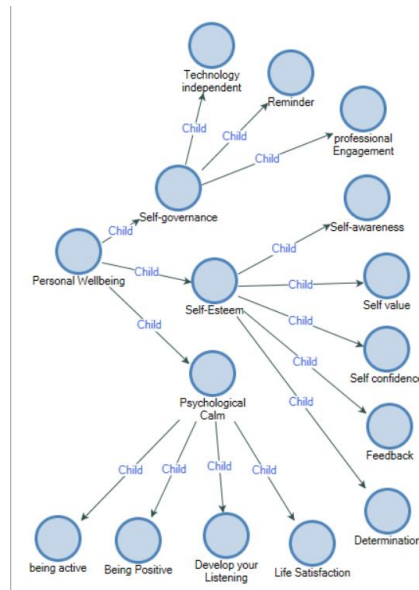 Technology
independent
Reminder
Child
Child
professional
Engagement
Child
Self-governance
Child
Self-awareness
Child
Personal Wellbeing
Child
Child
Self value
Self-Esteem
Child
Child
Child
Self confidence
Psychological
Calm
Child
Feedback
Child
Child
Child
Child
Determination
being active
Being Positive
Develop your
Listening
Life Satisfaction